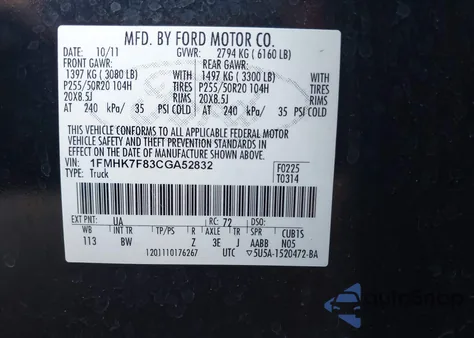 MFD. BY FORD MOTOR CO.
DATE: 10/11 GVWR: 2794 KG ( 6160 LB)
FRONT GAWR: REAR GAWR:
1397 KG ( 3080 LB) WITH 1497 KG ( 3300 LB) WITH
P255/50R20 104H TIRES P255/50R20 104H TIRES
20X8.5J RIMS 20X8.5J RIMS
AT 240 kPa/ 35 PSI COLD AT 240 kPa/ 35 PSI COLD
THIS VEHICLE CONFORMS TO ALL APPLICABLE FEDERAL MOTOR
VEHICLE SAFETY AND THEFT PREVENTION STANDARDS IN EFFECT
ON THE DATE OF MANUFACTURE SHOWN ABOVE.
VIN: 1FMHK7F83CGA52832
TYPE: Truck
F0225
T0314
EXT PNT: UA RC: 72 DSO:
WB INT TR TP/PS R AXLE TR SPR CUB1S
113 BW Z 3E J AABB N05
1201110176267 UTC ▽5U5A-1520472-BA
autoStop